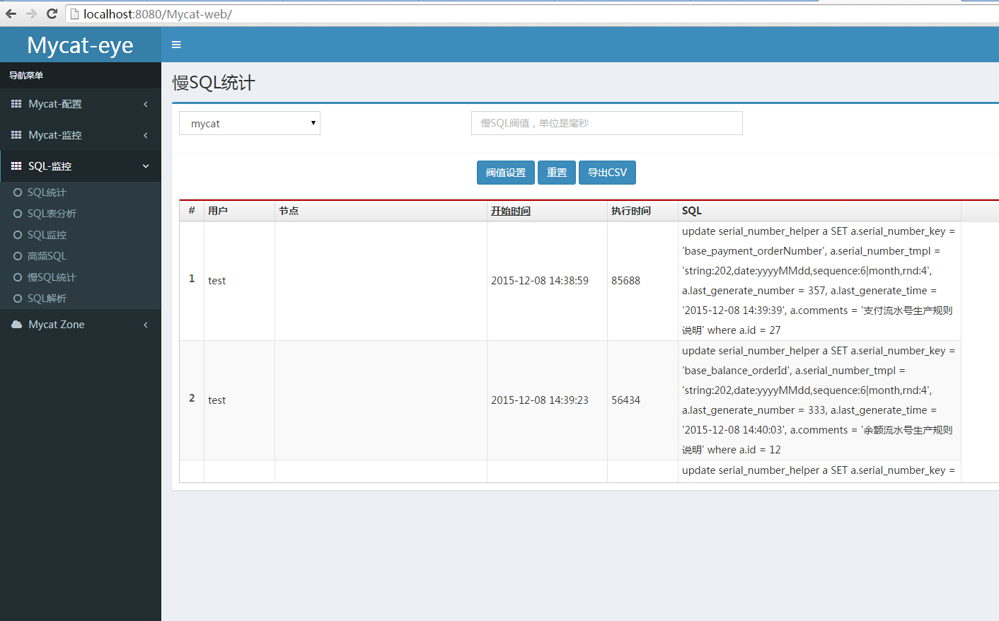 localhost:8080/Mycat-web/
Mycat-eye
导航菜单
Mycat-配置
Mycat-监控
SQL-监控
SQL统计
SQL表分析
SQL监控
高频SQL
慢SQL统计
SQL解析
Mycat Zone
慢SQL统计
mycat
慢SQL阀值，单位是毫秒
阀值设置 重置 导出CSV
# 用户 节点 开始时间 执行时间 SQL
1 test 2015-12-08 14:38:59 85688
update serial_number_helper a SET a.serial_number_key =
'base_payment_orderNumber', a.serial_number_tmpl =
'string:202,date:yyyyMMdd,sequence:6|month,rnd:4',
a.last_generate_number = 357, a.last_generate_time =
'2015-12-08 14:39:39', a.comments = '支付流水号生产规则
说明' where a.id = 27
2 test 2015-12-08 14:39:23 56434
update serial_number_helper a SET a.serial_number_key =
'base_balance_orderId', a.serial_number_tmpl =
'string:202,date:yyyyMMdd,sequence:6|month,rnd:4',
a.last_generate_number = 333, a.last_generate_time =
'2015-12-08 14:40:03', a.comments = '余额流水号生产规则
说明' where a.id = 12
update serial_number_helper a SET a.serial_number_key =